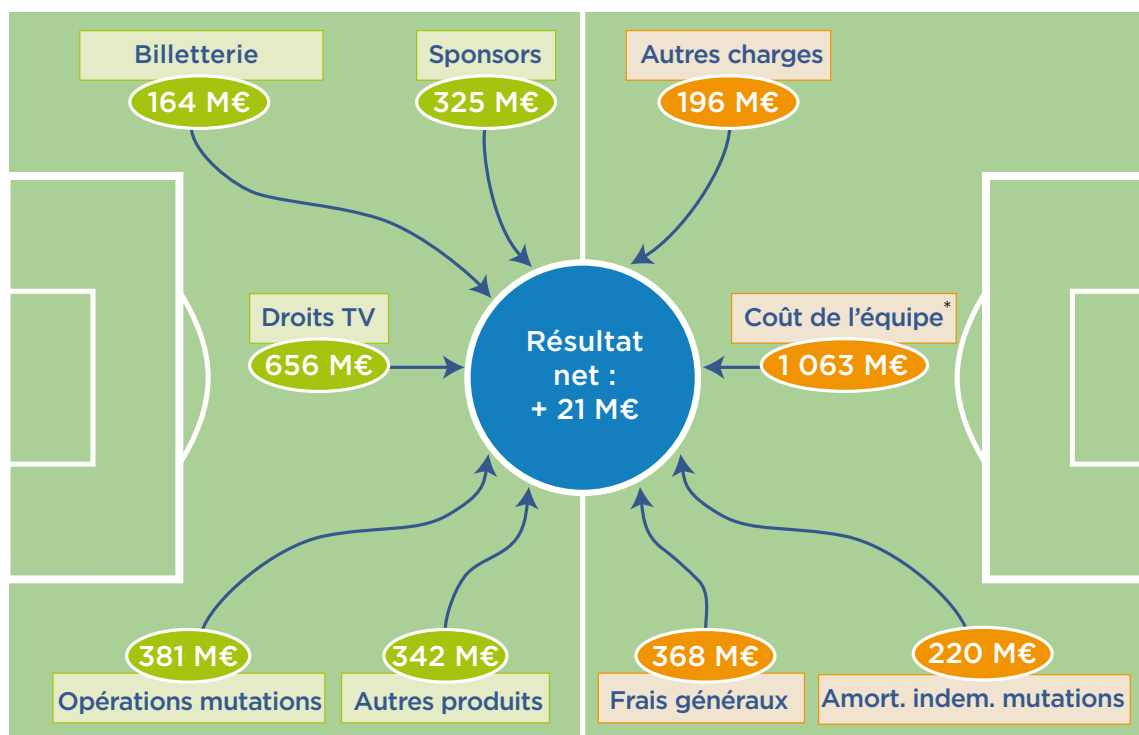 Billetterie
164 M€
Sponsors
325 M€
Autres charges
196 M€
Droits TV
656 M€
Résultat
net :
+ 21 M€
Coût de l'équipe*
1 063 M€
381 M€
Opérations mutations
342 M€
Autres produits
368 M€
Frais généraux
220 M€
Amort. indem. mutations